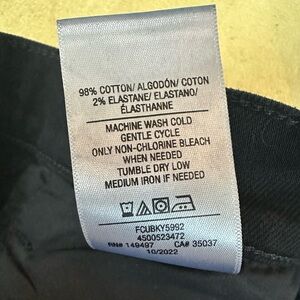 98% COTTON/ ALGODÓN/ COTON
2% ELASTANE/ ELASTANO/
ÉLASTHANNE
MACHINE WASH COLD
GENTLE CYCLE
ONLY NON-CHLORINE BLEACH
WHEN NEEDED
TUMBLE DRY LOW
MEDIUM IRON IF NEEDED
FCUBKY5992
4500523472
RN# 149497 CA# 35037
10/2022